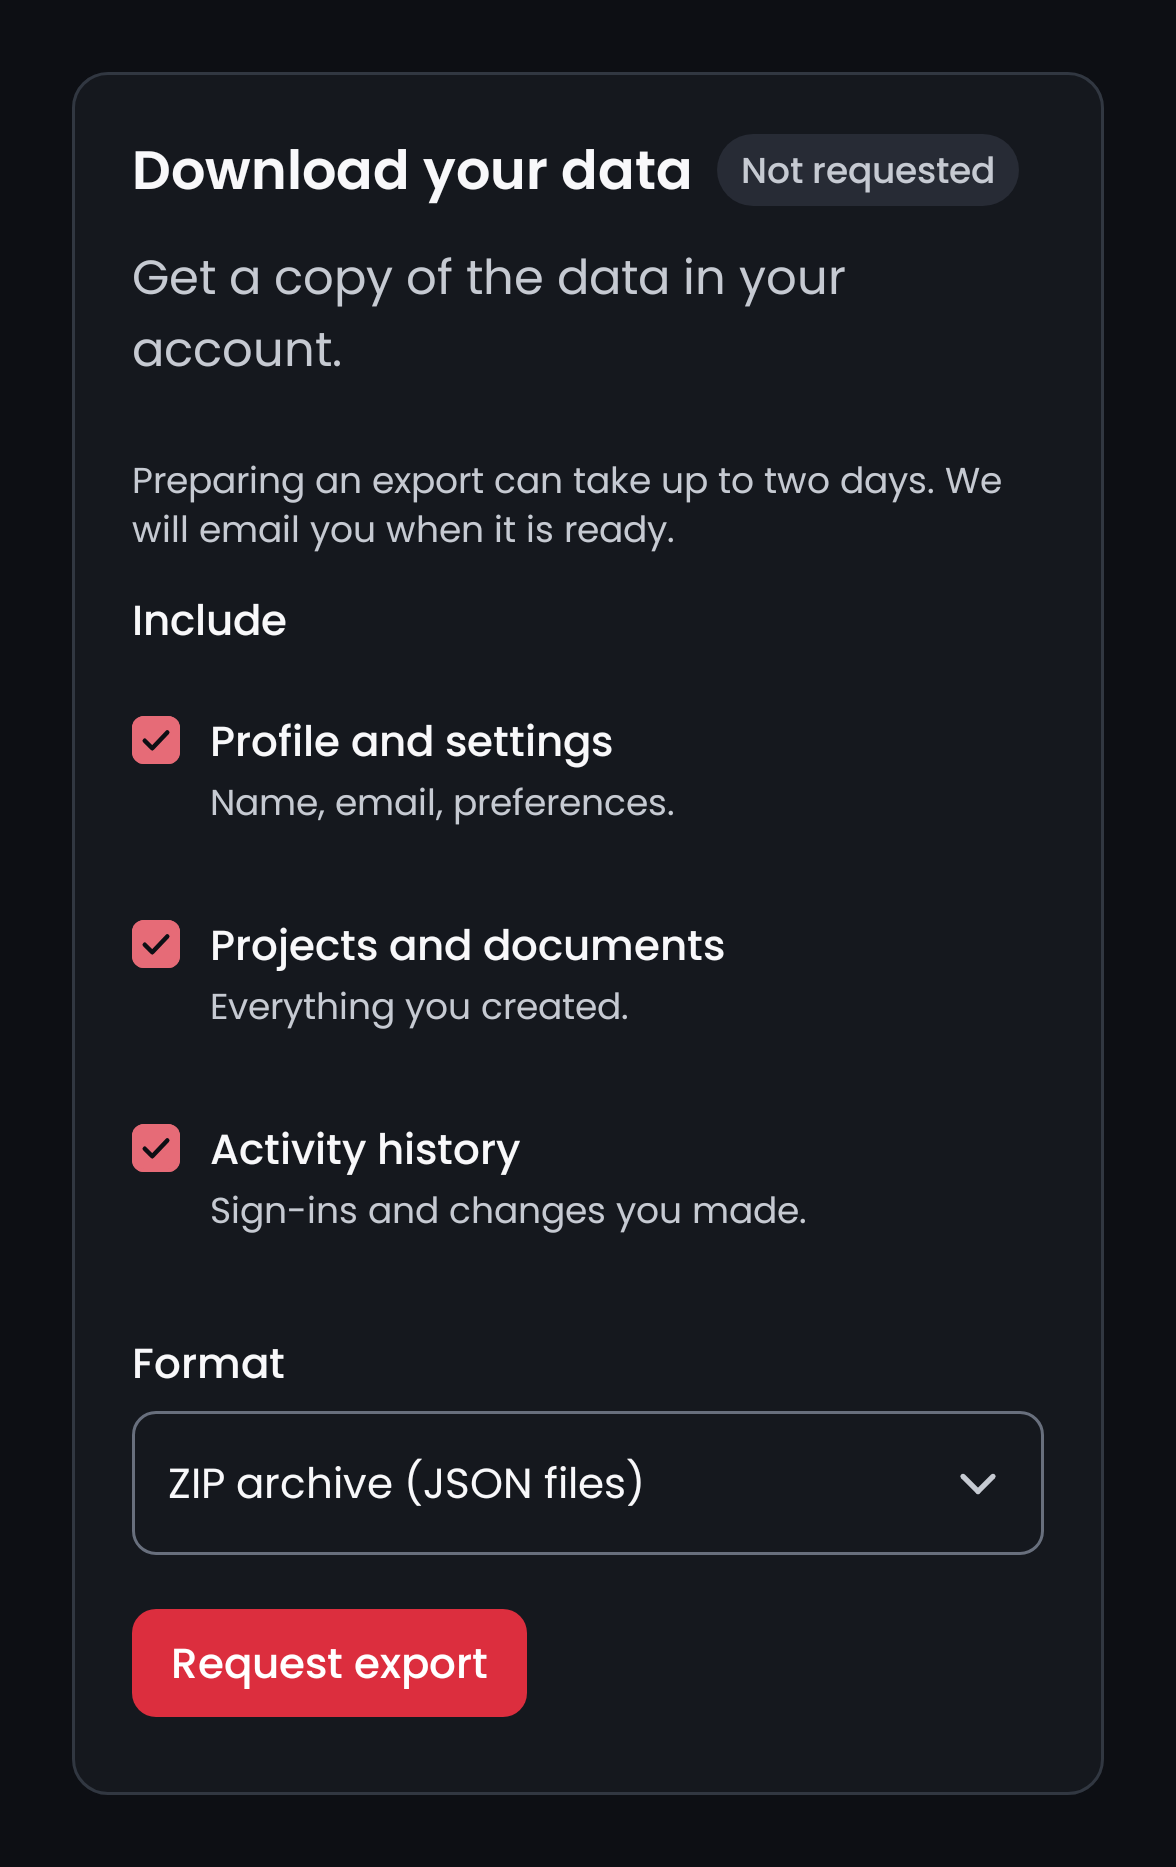 Download your data
Not requested
Get a copy of the data in your
account.
Preparing an export can take up to two days. We
will email you when it is ready.
Include
Profile and settings
Name, email, preferences.
Projects and documents
Everything you created.
Activity history
Sign-ins and changes you made.
Format
ZIP archive (JSON files)
Request export